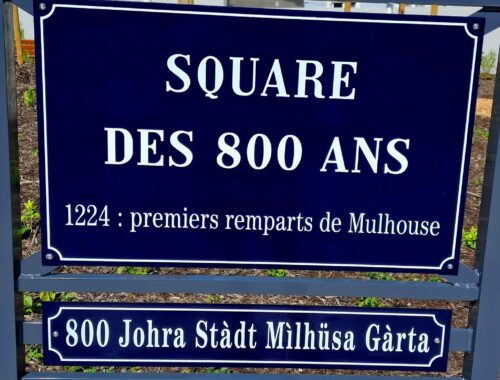 SQUARE
DES 800 ANS
1224 : premiers remparts de Mulhouse
800 Johra Stàdt Mìlhüsa Gàrta